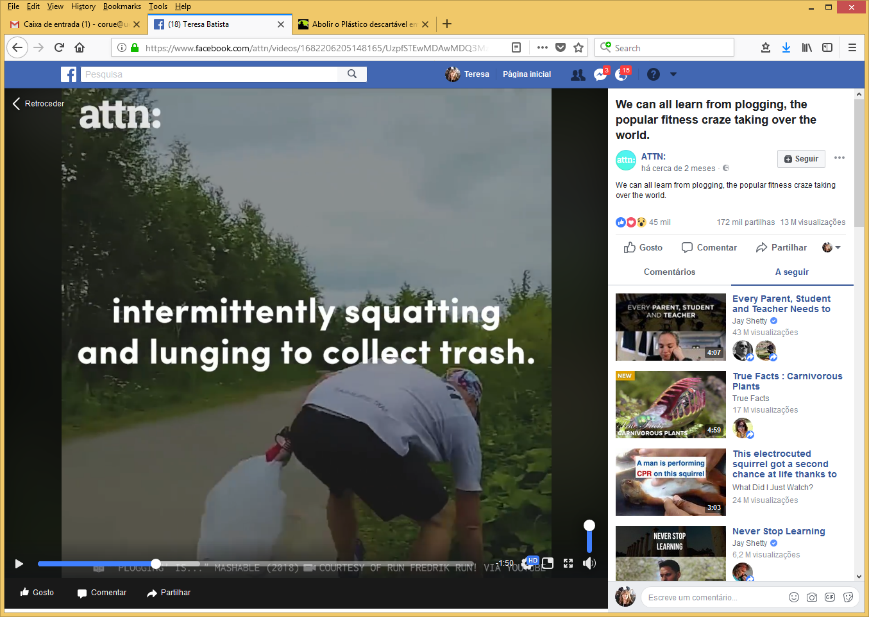 File Edit View History Bookmarks Tools Help
Caixa de entrada (1) - corue@u
(18) Teresa Batista
Abolir o Plástico descartável em
https://www.facebook.com/attn/videos/1682206205148165/UzpfSTEwMDAwMDQ3M
Search
Pesquisa
Teresa
Página inicial
3
15
Retroceder
attn:
intermittently squatting
and lunging to collect trash.
"PLOGGING IS..." MASHABLE (2018) COURTESY OF RUN FREDRIK RUN! VIA YOUTUBE
-1:50
HD
Gosto Comentar Partilhar
We can all learn from plogging, the
popular fitness craze taking over the
world.
attn:
ATTN:
há cerca de 2 meses
Seguir
We can all learn from plogging, the popular fitness craze taking
over the world.
45 mil
172 mil partilhas 13 M visualizações
Gosto Comentar Partilhar
Comentários A seguir
EVERY PARENT, STUDENT
AND TEACHER
4:07
Every Parent, Student
and Teacher Needs to
Jay Shetty
43 M visualizações
NEW
True Facts
CARNIVOROUS PLANTS
4:59
True Facts : Carnivorous
Plants
True Facts
17 M visualizações
A man is performing
CPR on this squirrel
3:03
This electrocuted
squirrel got a second
chance at life thanks to
What Did I Just Watch?
24 M visualizações
NEVER STOP
LEARNING
Never Stop Learning
Jay Shetty
6,2 M visualizações
Escreve um comentário...
GIF